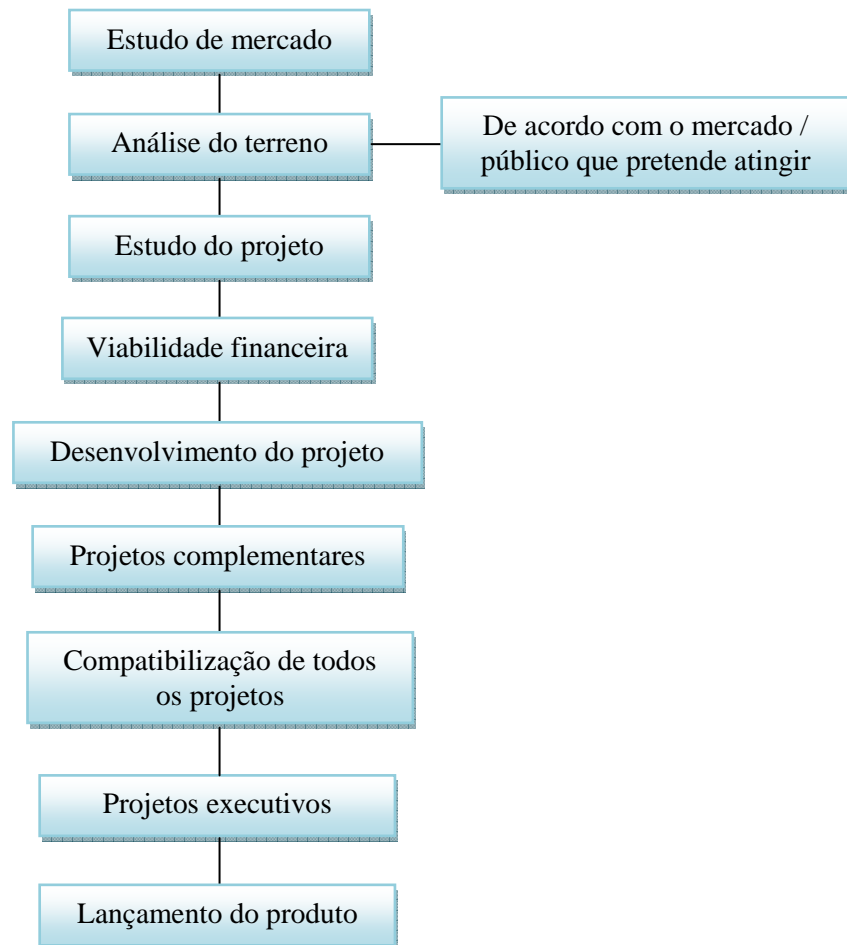 Estudo de mercado
Análise do terreno
De acordo com o mercado /
público que pretende atingir
Estudo do projeto
Viabilidade financeira
Desenvolvimento do projeto
Projetos complementares
Compatibilização de todos
os projetos
Projetos executivos
Lançamento do produto